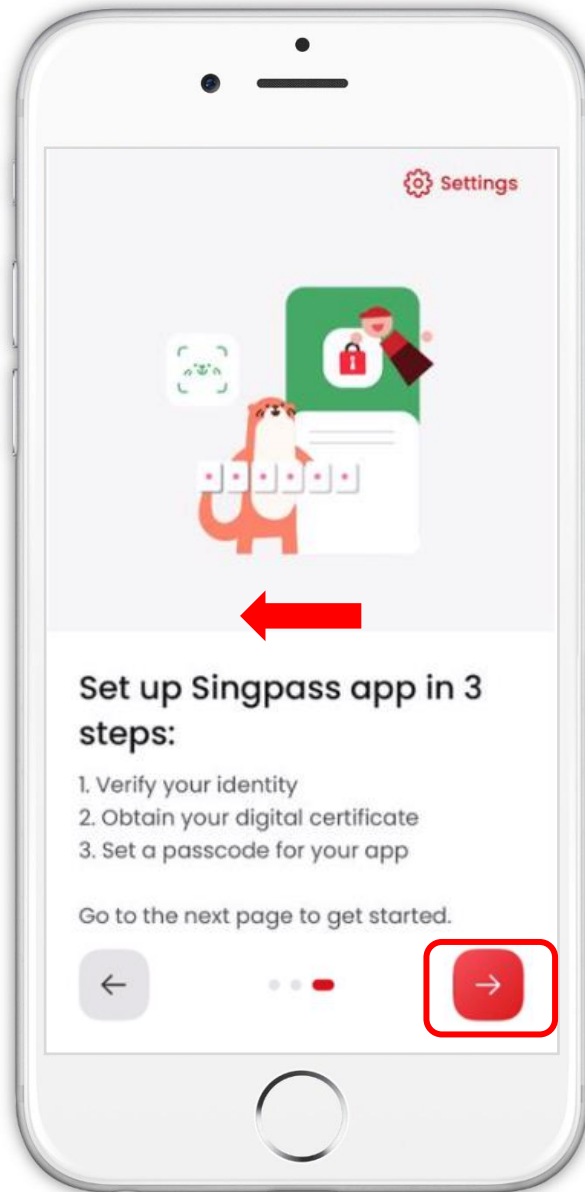 Settings
Set up Singpass app in 3
steps:
1. Verify your identity
2. Obtain your digital certificate
3. Set a passcode for your app
Go to the next page to get started.